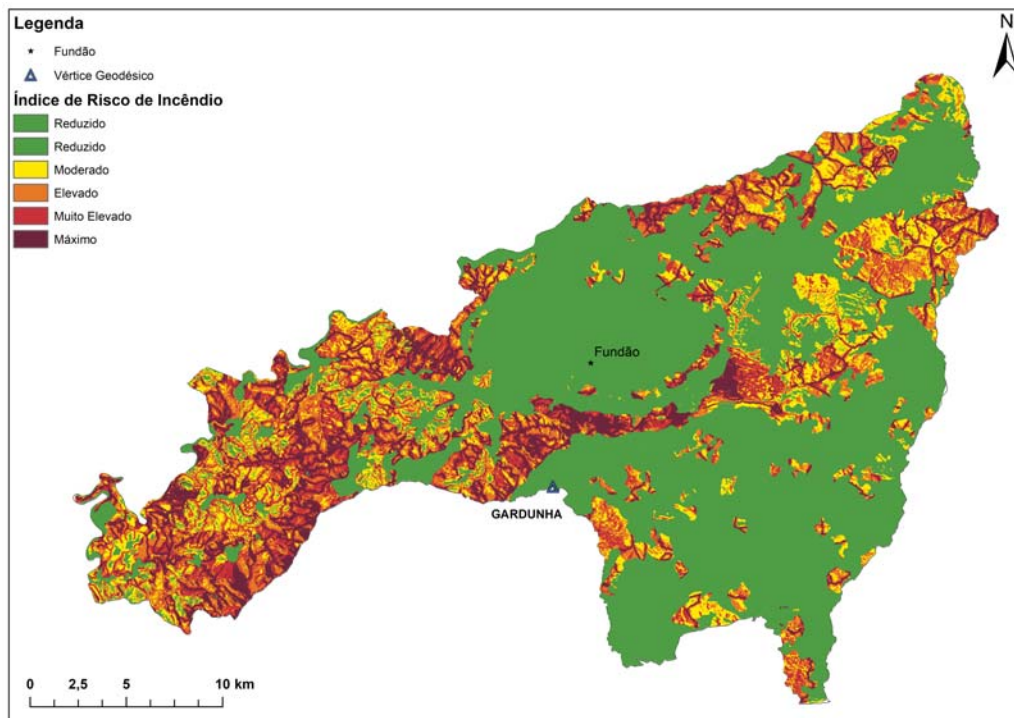 Legenda
Fundão
Vértice Geodésico
Índice de Risco de Incêndio
Reduzido
Reduzido
Moderado
Elevado
Muito Elevado
Máximo
N
Fundão
GARDUNHA
0 2,5 5 10 km